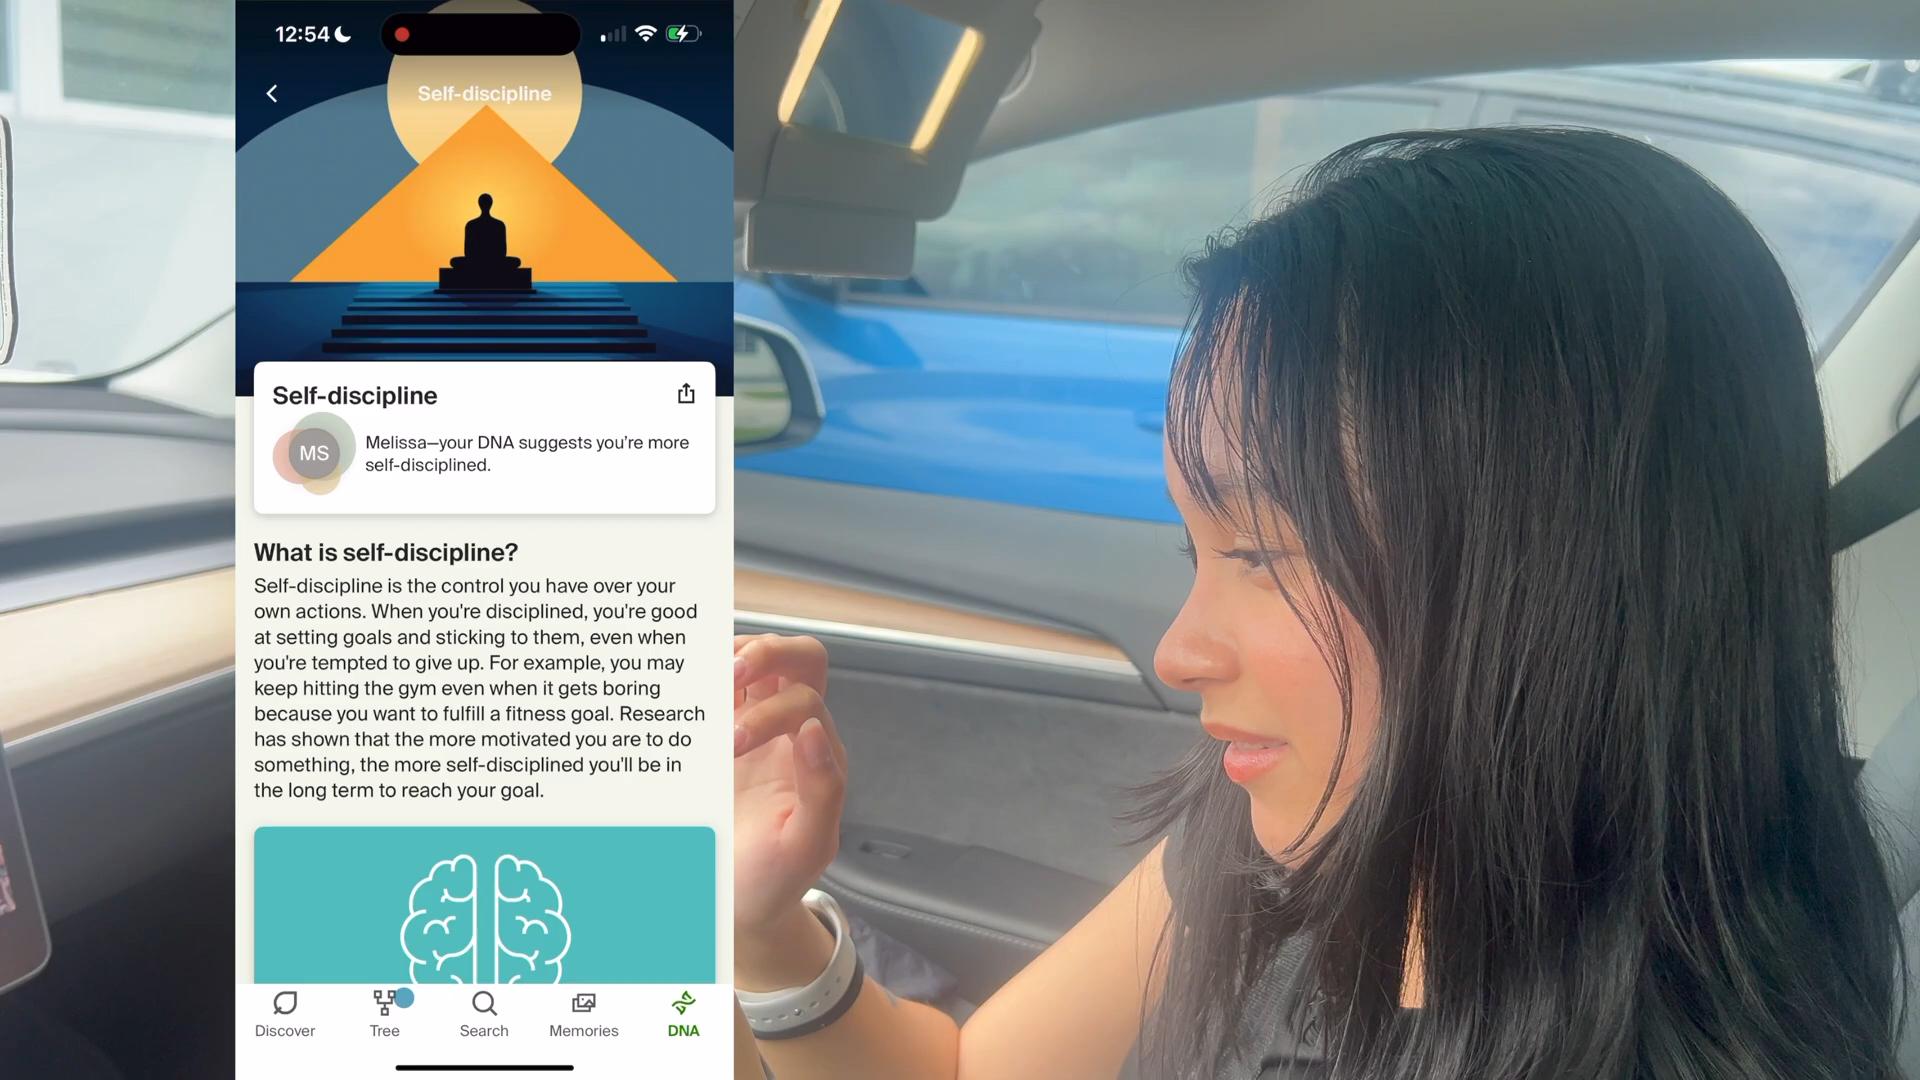 12:54
Self-discipline
Self-discipline
MS
Melissa—your DNA suggests you're more
self-disciplined.
What is self-discipline?
Self-discipline is the control you have over your
own actions. When you're disciplined, you're good
at setting goals and sticking to them, even when
you're tempted to give up. For example, you may
keep hitting the gym even when it gets boring
because you want to fulfill a fitness goal. Research
has shown that the more motivated you are to do
something, the more self-disciplined you'll be in
the long term to reach your goal.
Discover
Tree
Search
Memories
DNA